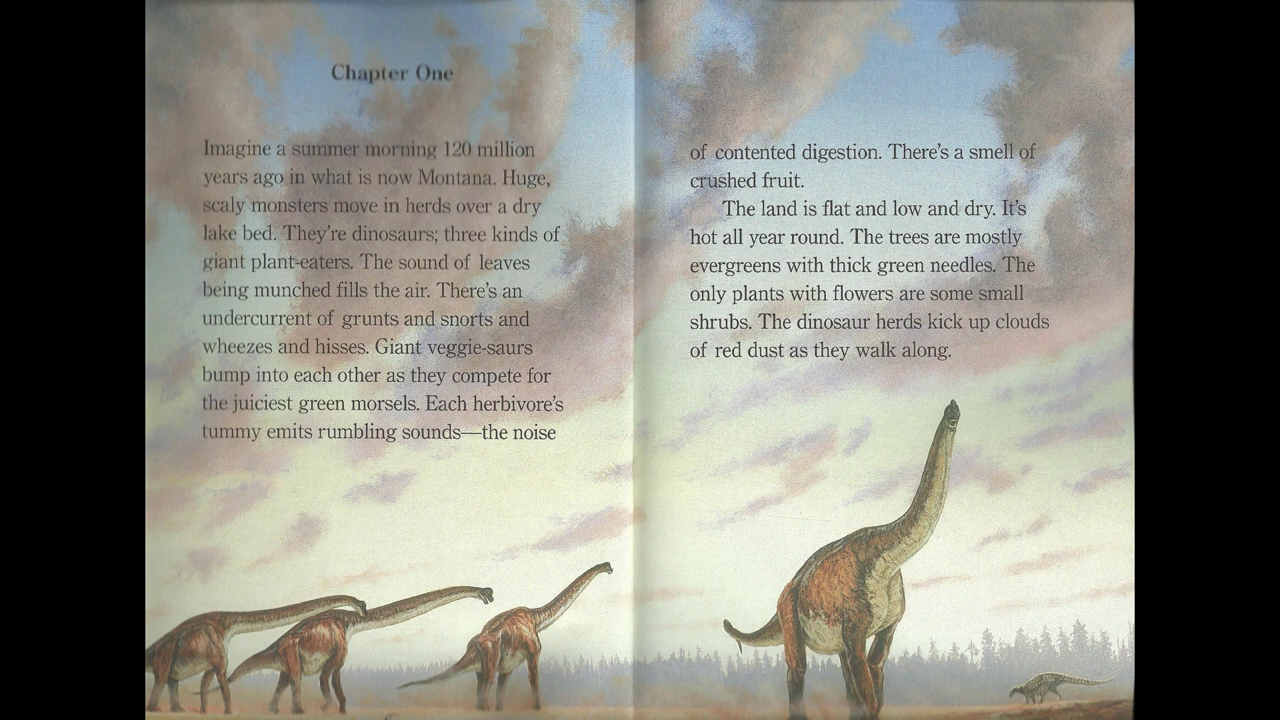 Chapter One
Imagine a summer morning 120 million
years ago in what is now Montana. Huge,
scaly monsters move in herds over a dry
lake bed. They're dinosaurs; three kinds of
giant plant-eaters. The sound of leaves
being munched fills the air. There's an
undercurrent of grunts and snorts and
wheezes and hisses. Giant veggie-saurs
bump into each other as they compete for
the juiciest green morsels. Each herbivore's
tummy emits rumbling sounds—the noise
of contented digestion. There's a smell of
crushed fruit.
The land is flat and low and dry. It's
hot all year round. The trees are mostly
evergreens with thick green needles. The
only plants with flowers are some small
shrubs. The dinosaur herds kick up clouds
of red dust as they walk along.